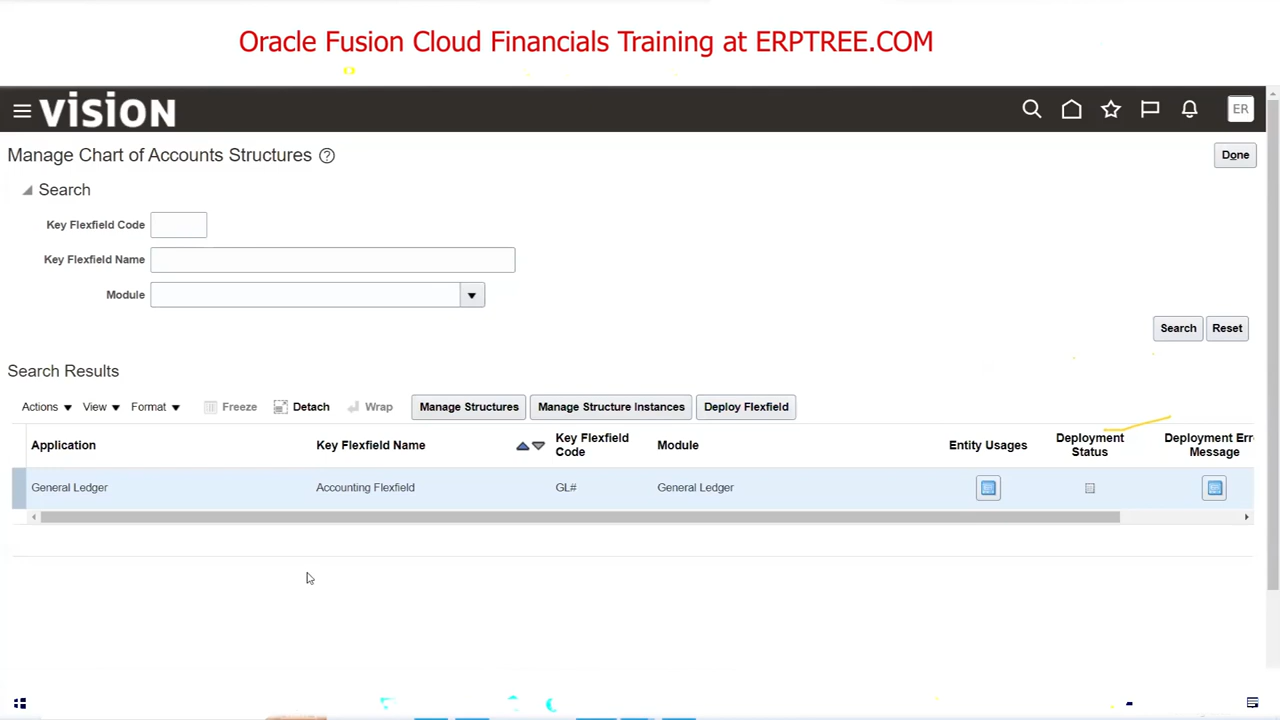 Oracle Fusion Cloud Financials Training at ERPTREE.COM
VISION
ER
Manage Chart of Accounts Structures
Done
Search
Key Flexfield Code
Key Flexfield Name
Module
Search Reset
Search Results
Actions View Format Freeze Detach Wrap Manage Structures Manage Structure Instances Deploy Flexfield
Application Key Flexfield Name Key Flexfield Code Module Entity Usages Deployment Status Deployment Err Message
General Ledger Accounting Flexfield GL# General Ledger